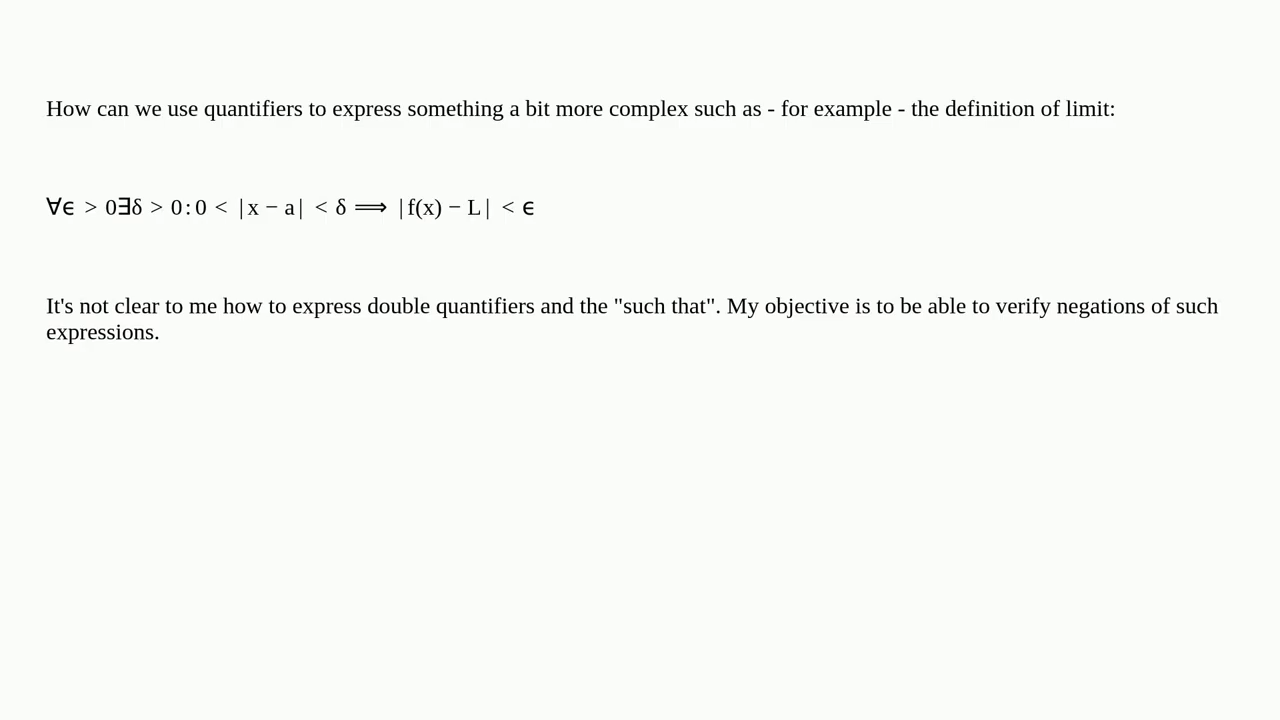 How can we use quantifiers to express something a bit more complex such as - for example - the definition of limit:
∀ϵ > 0∃δ > 0:0 < |x − a| < δ ⟹ |f(x) − L| < ϵ
It's not clear to me how to express double quantifiers and the "such that". My objective is to be able to verify negations of such
expressions.